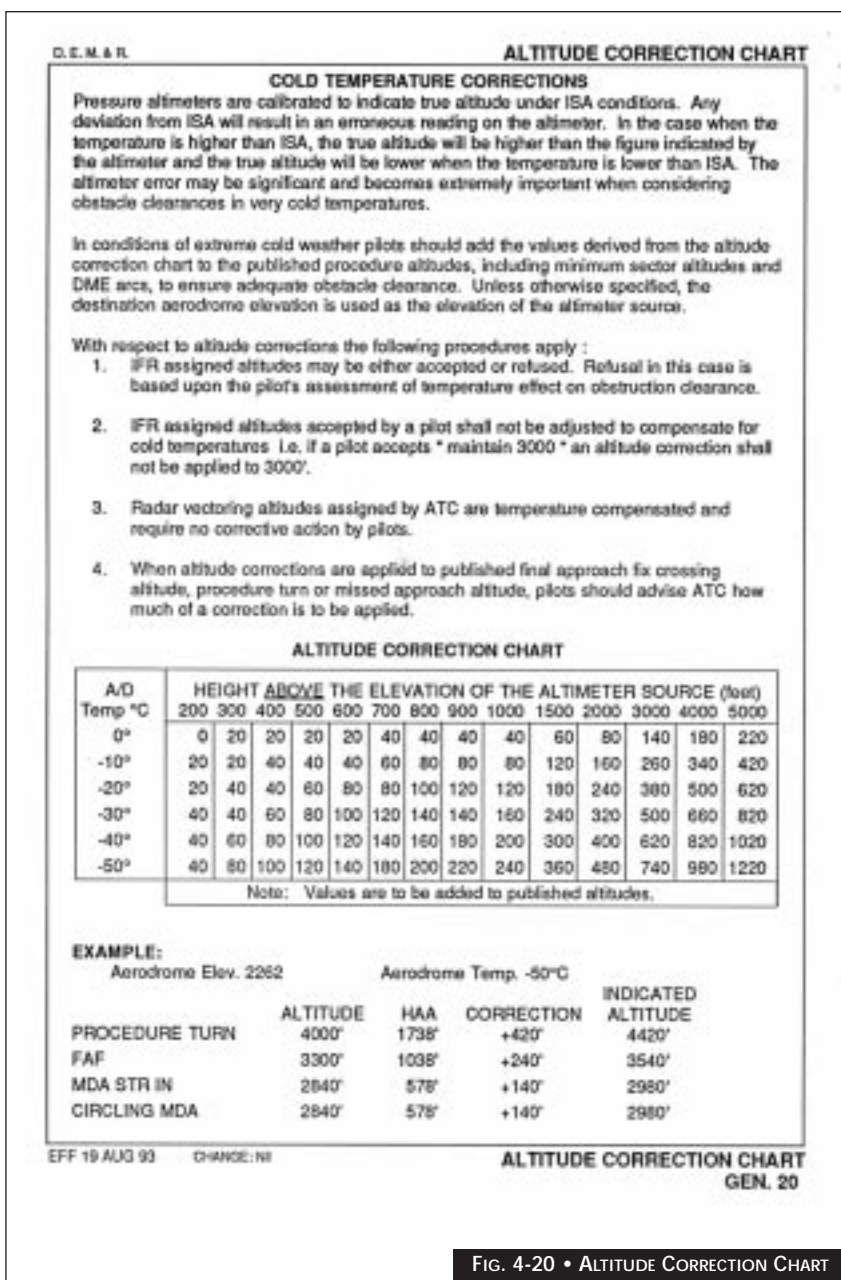 D. E. M. & R.
ALTITUDE CORRECTION CHART
COLD TEMPERATURE CORRECTIONS
Pressure altimeters are calibrated to indicate true altitude under ISA conditions. Any
deviation from ISA will result in an erroneous reading on the altimeter. In the case when the
temperature is higher than ISA, the true altitude will be higher than the figure indicated by
the altimeter and the true altitude will be lower when the temperature is lower than ISA. The
altimeter error may be significant and becomes extremely important when considering
obstacle clearances in very cold temperatures.
In conditions of extreme cold weather pilots should add the values derived from the altitude
correction chart to the published procedure altitudes, including minimum sector altitudes and
DME arcs, to ensure adequate obstacle clearance. Unless otherwise specified, the
destination aerodrome elevation is used as the elevation of the altimeter source.
With respect to altitude corrections the following procedures apply :
1. IFR assigned altitudes may be either accepted or refused. Refusal in this case is
based upon the pilot's assessment of temperature effect on obstruction clearance.
2. IFR assigned altitudes accepted by a pilot shall not be adjusted to compensate for
cold temperatures i.e. if a pilot accepts " maintain 3000 " an altitude correction shall
not be applied to 3000'.
3. Radar vectoring altitudes assigned by ATC are temperature compensated and
require no corrective action by pilots.
4. When altitude corrections are applied to published final approach fix crossing
altitude, procedure turn or missed approach altitude, pilots should advise ATC how
much of a correction is to be applied.
ALTITUDE CORRECTION CHART
A/D HEIGHT ABOVE THE ELEVATION OF THE ALTIMETER SOURCE (feet)
Temp °C 200 300 400 500 600 700 800 900 1000 1500 2000 3000 4000 5000
0° 0 20 20 20 20 40 40 40 40 60 80 140 180 220
-10° 20 20 40 40 40 60 80 80 80 120 160 260 340 420
-20° 20 40 40 60 80 80 100 120 120 180 240 380 500 620
-30° 40 40 60 80 100 120 140 140 160 240 320 500 660 820
-40° 40 60 80 100 120 140 160 180 200 300 400 620 820 1020
-50° 40 80 100 120 140 180 200 220 240 360 480 740 980 1220
Note: Values are to be added to published altitudes.
EXAMPLE:
Aerodrome Elev. 2262 Aerodrome Temp. -50°C
INDICATED
ALTITUDE HAA CORRECTION ALTITUDE
PROCEDURE TURN 4000' 1738' +420' 4420'
FAF 3300' 1038' +240' 3540'
MDA STR IN 2840' 578' +140' 2980'
CIRCLING MDA 2840' 578' +140' 2980'
EFF 19 AUG 93 CHANGE: Nil ALTITUDE CORRECTION CHART
GEN. 20
FIG. 4-20 • ALTITUDE CORRECTION CHART